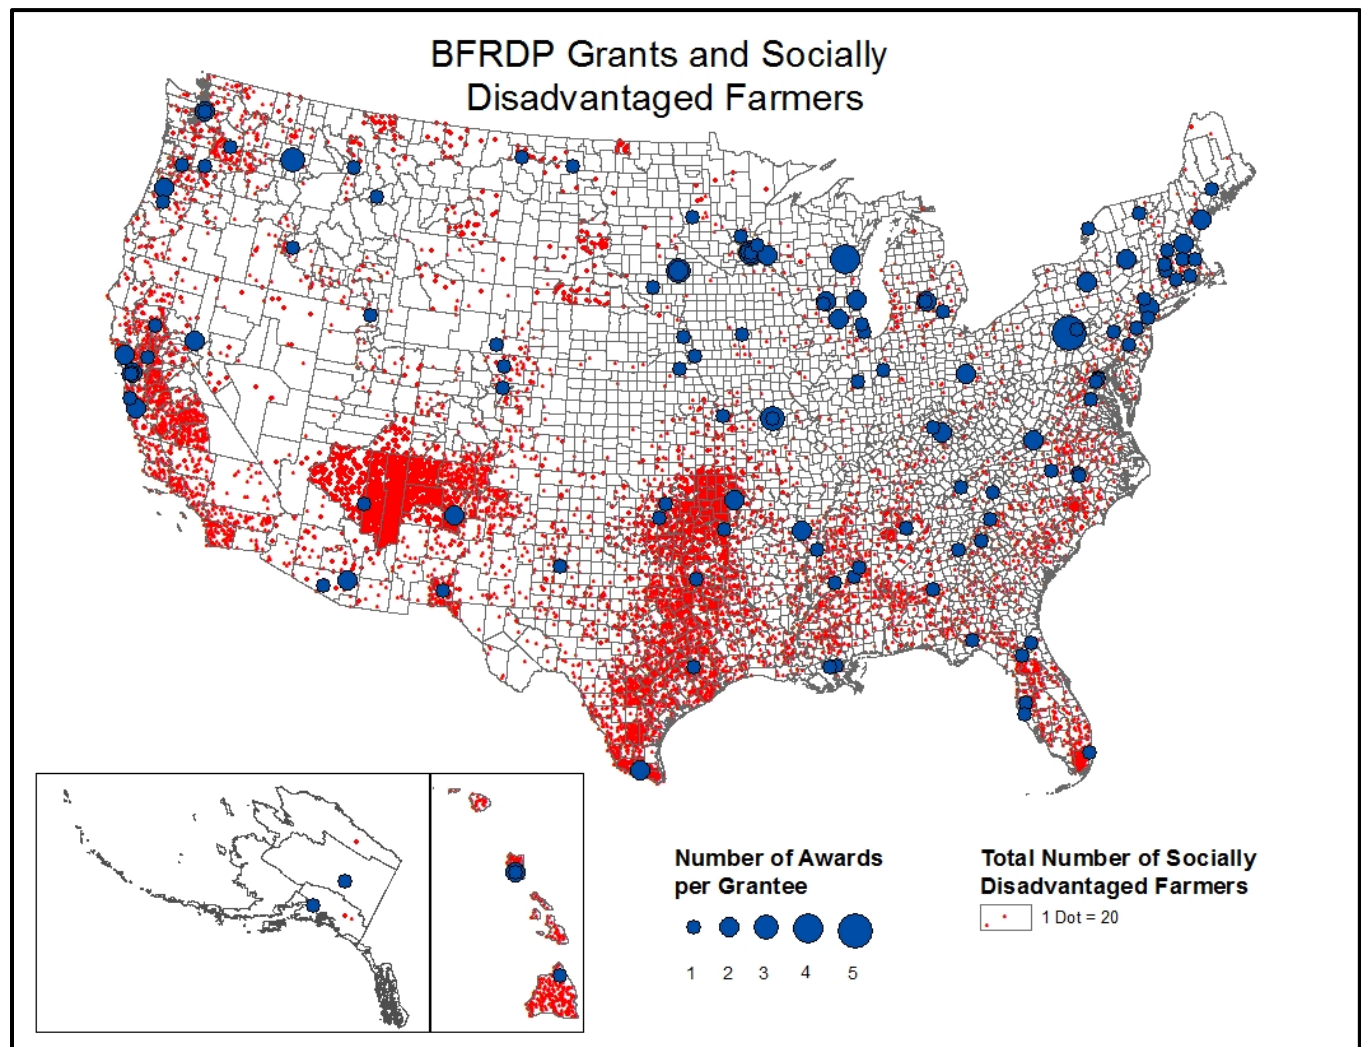 BFRDP Grants and Socially
Disadvantaged Farmers
Number of Awards
per Grantee
1 2 3 4 5
Total Number of Socially
Disadvantaged Farmers
1 Dot = 20